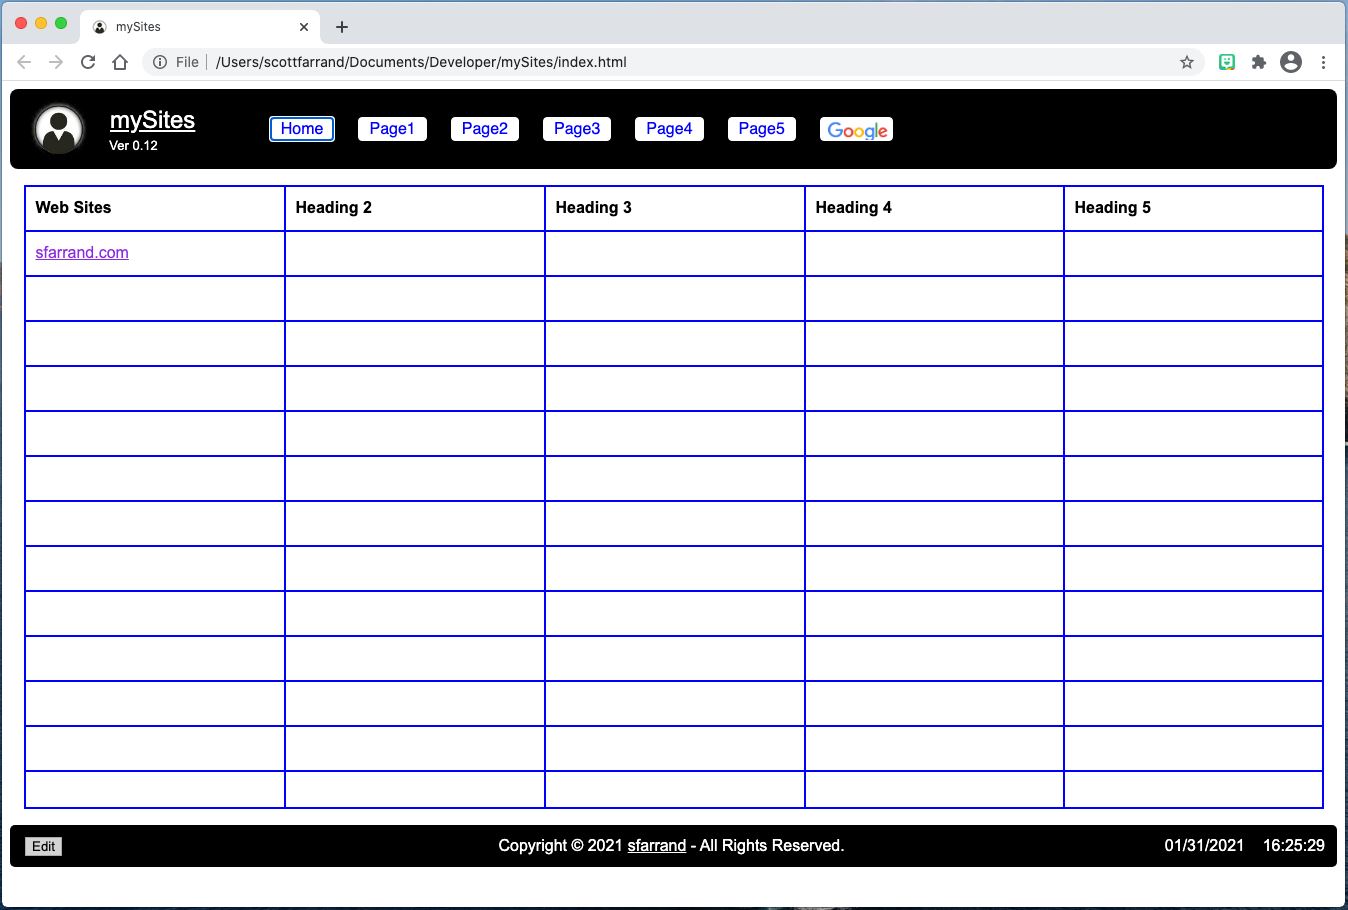 mySites
File /Users/scottfarrand/Documents/Developer/mySites/index.html
mySites Home Page1 Page2 Page3 Page4 Page5 Google
Ver 0.12
Web Sites Heading 2 Heading 3 Heading 4 Heading 5
sfarrand.com
Edit Copyright © 2021 sfarrand - All Rights Reserved. 01/31/2021 16:25:29